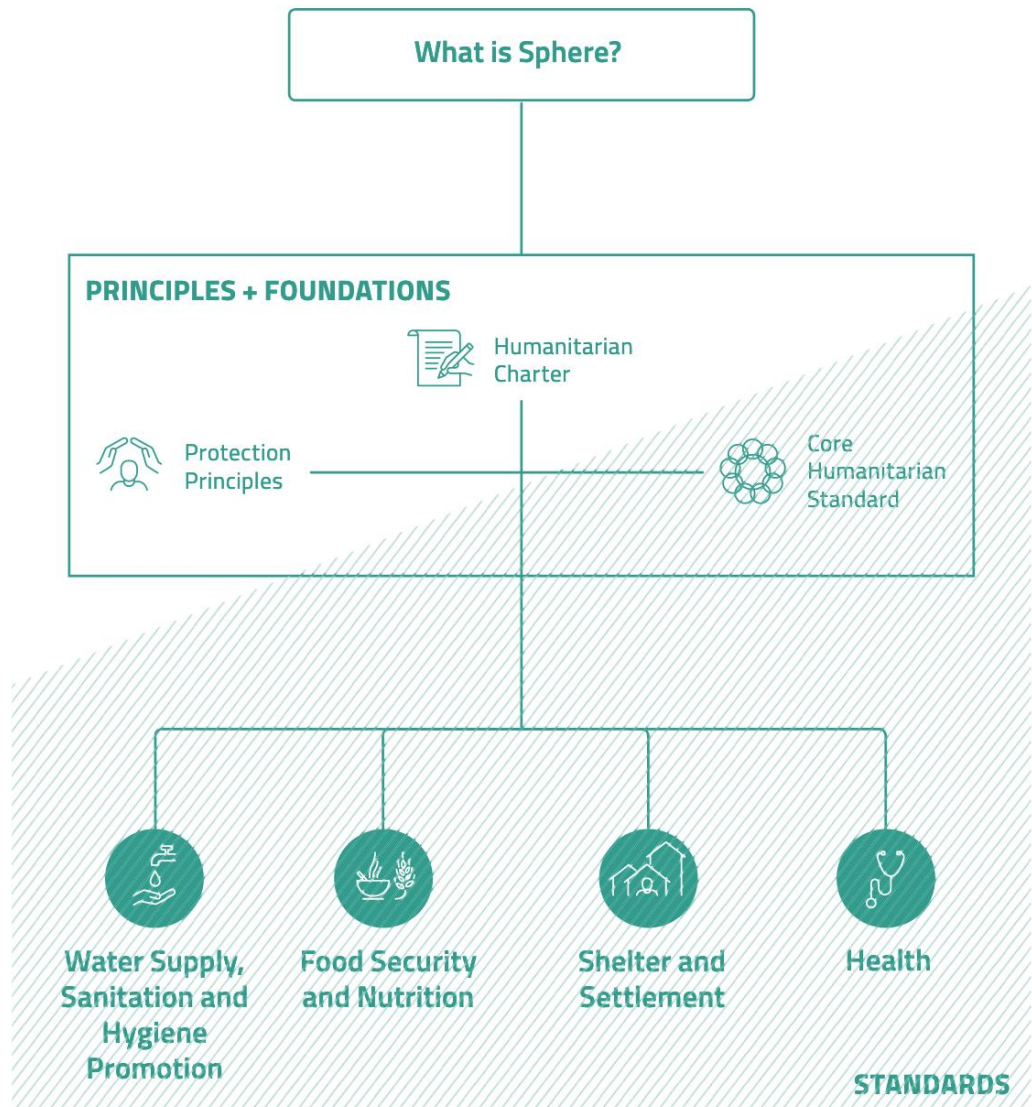 What is Sphere?
PRINCIPLES + FOUNDATIONS
Humanitarian
Charter
Protection
Principles
Core
Humanitarian
Standard
Water Supply,
Sanitation and
Hygiene
Promotion
Food Security
and Nutrition
Shelter and
Settlement
Health
STANDARDS